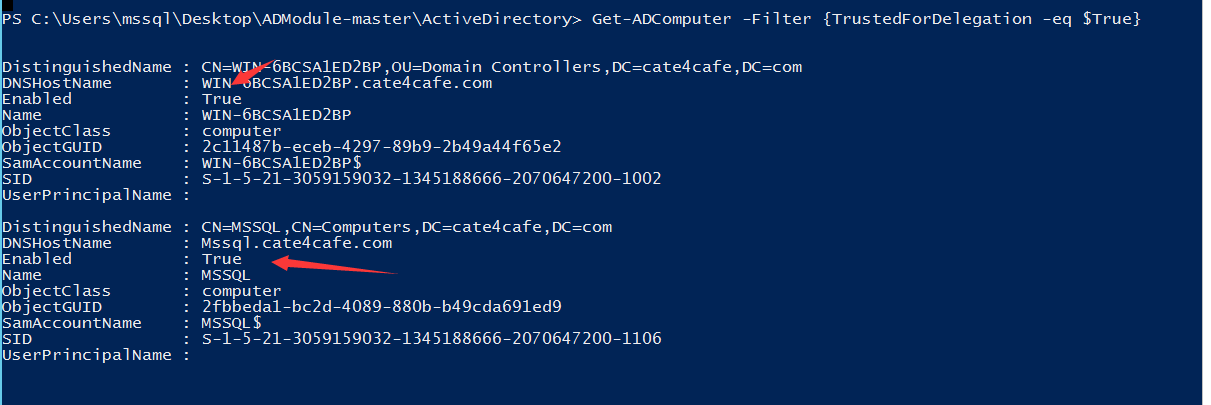 PS C:\Users\mssql\Desktop\ADModule-master\ActiveDirectory> Get-ADComputer -Filter {TrustedForDelegation -eq $True}
DistinguishedName : CN=WIN-6BCSA1ED2BP,OU=Domain Controllers,DC=cate4cafe,DC=com
DNSHostName : WIN-6BCSA1ED2BP.cate4cafe.com
Enabled : True
Name : WIN-6BCSA1ED2BP
ObjectClass : computer
ObjectGUID : 2c11487b-eceb-4297-89b9-2b49a44f65e2
SamAccountName : WIN-6BCSA1ED2BP$
SID : S-1-5-21-3059159032-1345188666-2070647200-1002
UserPrincipalName :
DistinguishedName : CN=MSSQL,CN=Computers,DC=cate4cafe,DC=com
DNSHostName : Mssql.cate4cafe.com
Enabled : True
Name : MSSQL
ObjectClass : computer
ObjectGUID : 2fbbeda1-bc2d-4089-880b-b49cda691ed9
SamAccountName : MSSQL$
SID : S-1-5-21-3059159032-1345188666-2070647200-1106
UserPrincipalName :